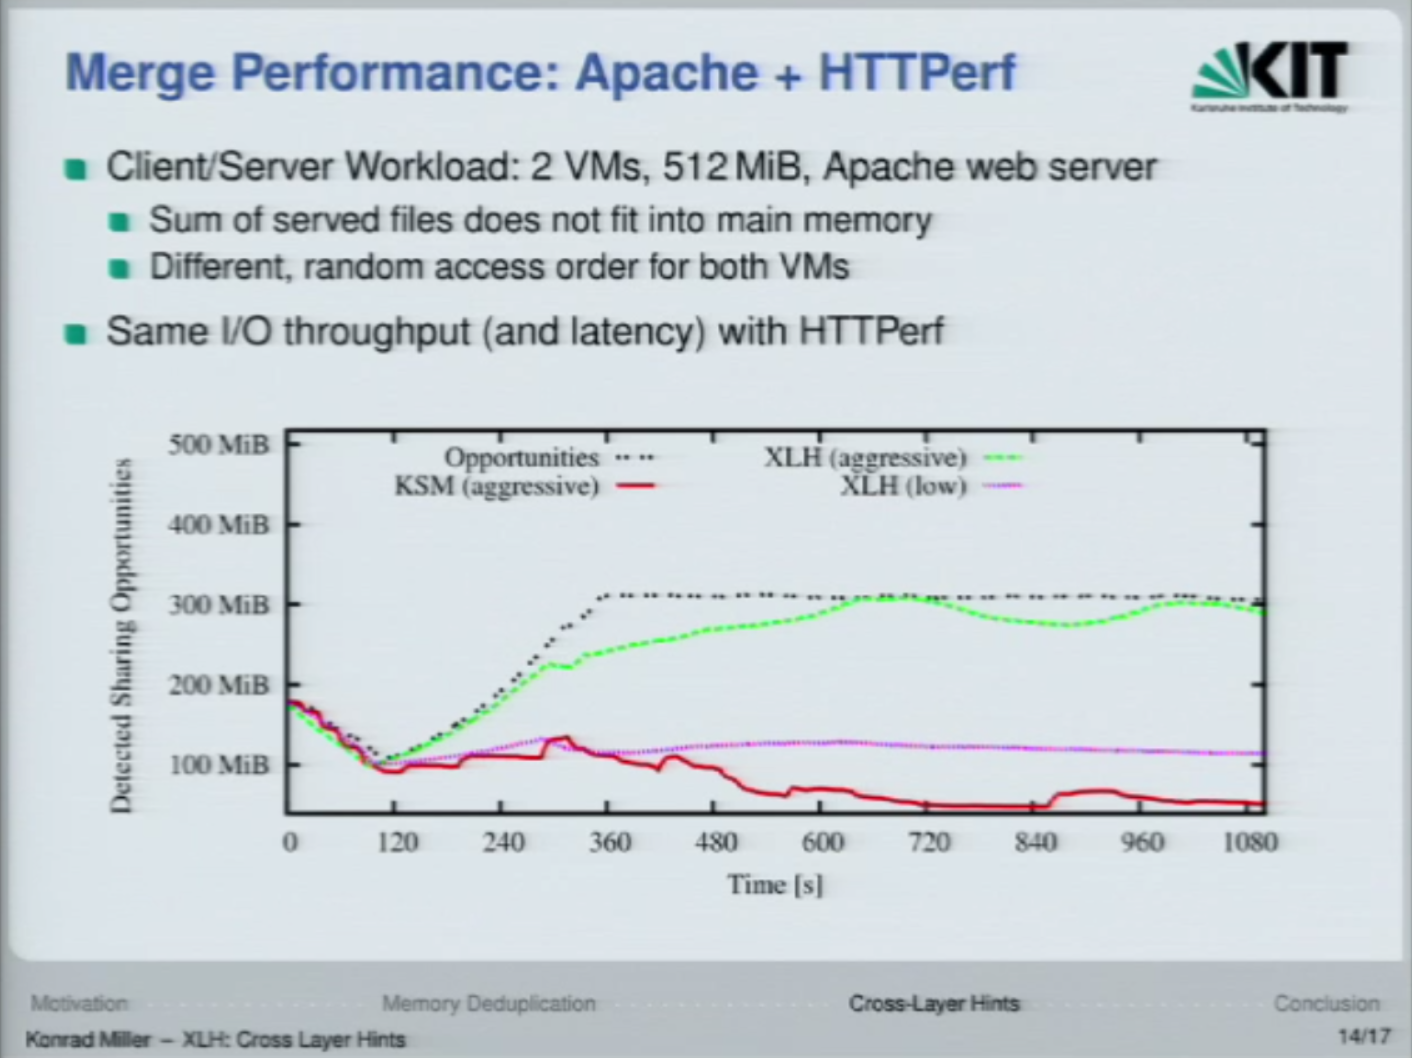 Merge Performance: Apache + HTTPerf
KIT
Karlsruhe Institute of Technology
Client/Server Workload: 2 VMs, 512 MiB, Apache web server
Sum of served files does not fit into main memory
Different, random access order for both VMs
Same I/O throughput (and latency) with HTTPerf
Detected Sharing Opportunities
500 MiB
400 MiB
300 MiB
200 MiB
100 MiB
Opportunities
KSM (aggressive)
XLH (aggressive)
XLH (low)
0 120 240 360 480 600 720 840 960 1080
Time [s]
Motivation Memory Deduplication Cross-Layer Hints Conclusion
Konrad Miller – XLH: Cross Layer Hints 14/17